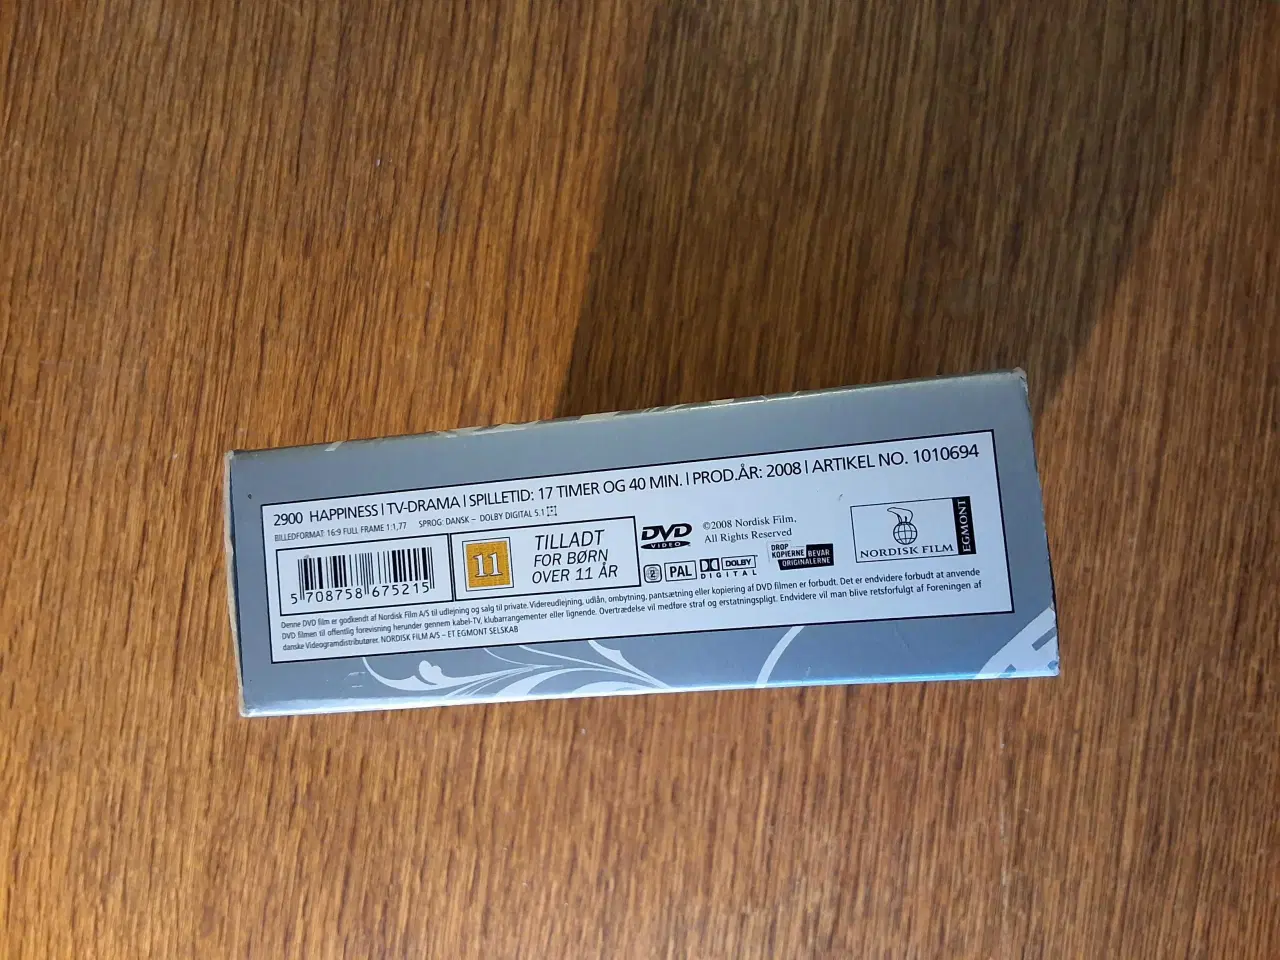 2900 HAPPINESS | TV-DRAMA | SPILLETID: 17 TIMER OG 40 MIN. | PROD.ÅR: 2008 | ARTIKEL NO. 1010694
BILLEDFORMAT: 16:9 FULL FRAME 1:1,77 SPROG: DANSK – DOLBY DIGITAL 5.1
5 708758 675215
11
TILLADT
FOR BØRN
OVER 11 ÅR
DVD
VIDEO
©2008 Nordisk Film.
All Rights Reserved
2
PAL
DOLBY
DIGITAL
DROP
KOPIERNE
BEVAR
ORIGINALERNE
NORDISK FILM
EGMONT
Denne DVD film er godkendt af Nordisk Film A/S til udlejning og salg til private. Videreudlejning, udlån, ombytning, pantsætning eller kopiering af DVD filmen er forbudt. Det er endvidere forbudt at anvende
DVD filmen til offentlig forevisning herunder gennem kabel-TV, klubarrangementer eller lignende. Overtrædelse vil medføre straf og erstatningspligt. Endvidere vil man blive retsforfulgt af Foreningen af
danske Videogramdistributører. NORDISK FILM A/S – ET EGMONT SELSKAB